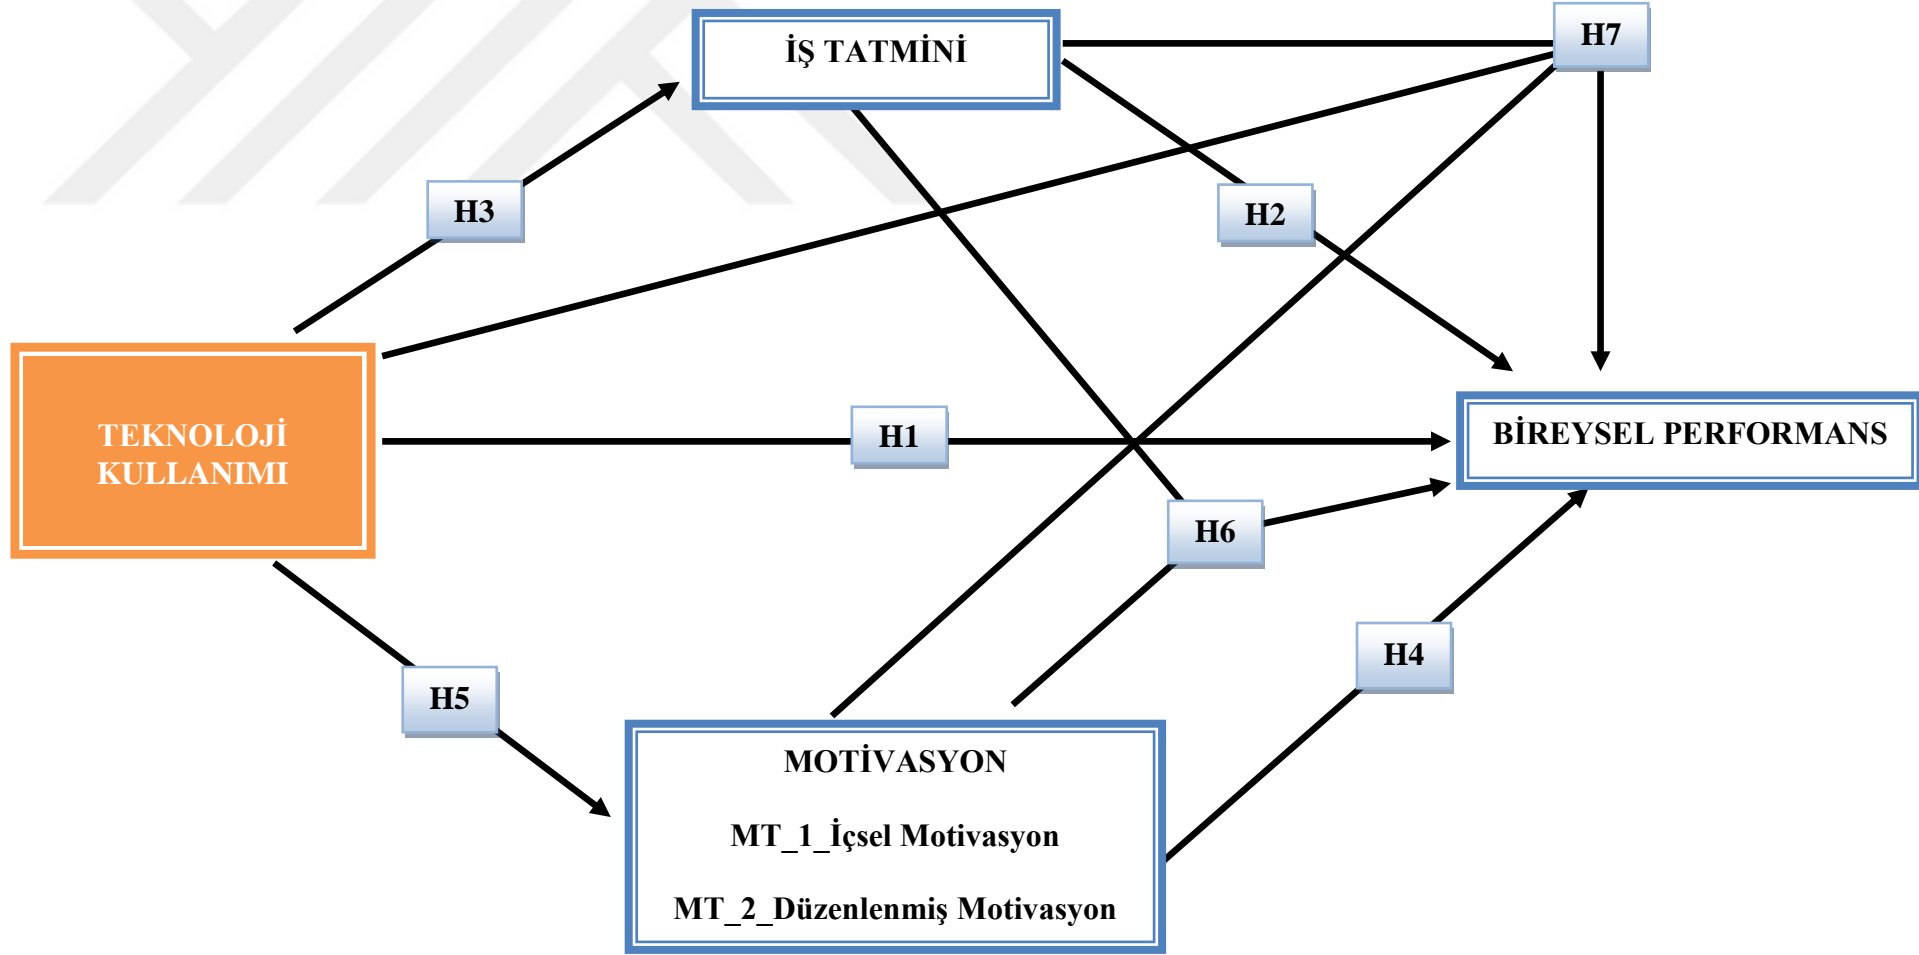 İŞ TATMİNİ
H7
H3
H2
TEKNOLOJİ
KULLANIMI
H1
BİREYSEL PERFORMANS
H6
H4
H5
MOTİVASYON
MT_1_İçsel Motivasyon
MT_2_Düzenlenmiş Motivasyon